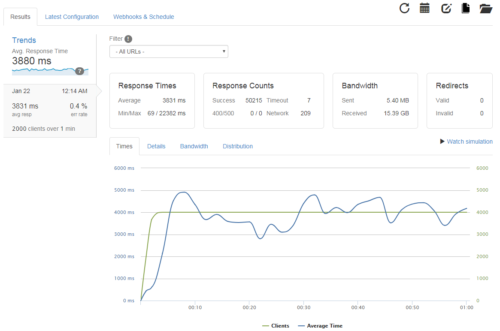 Results Latest Configuration Webhooks & Schedule
Trends
Avg. Response Time
3880 ms
7
Jan 22 12:14 AM
3831 ms 0.4 %
avg resp err rate
2000 clients over 1 min
Filter ?
- All URLs -
Response Times
Average 3831 ms
Min/Max 69 / 22382 ms
Response Counts
Success 50215 Timeout 7
400/500 0 / 0 Network 209
Bandwidth
Sent 5.40 MB
Received 15.39 GB
Redirects
Valid 0
Invalid 0
Times Details Bandwidth Distribution
Watch simulation
6000 ms 6000
5000 ms 5000
4000 ms 4000
3000 ms 3000
2000 ms 2000
1000 ms 1000
0 ms 0
00:10 00:20 00:30 00:40 00:50 01:00
Clients Average Time